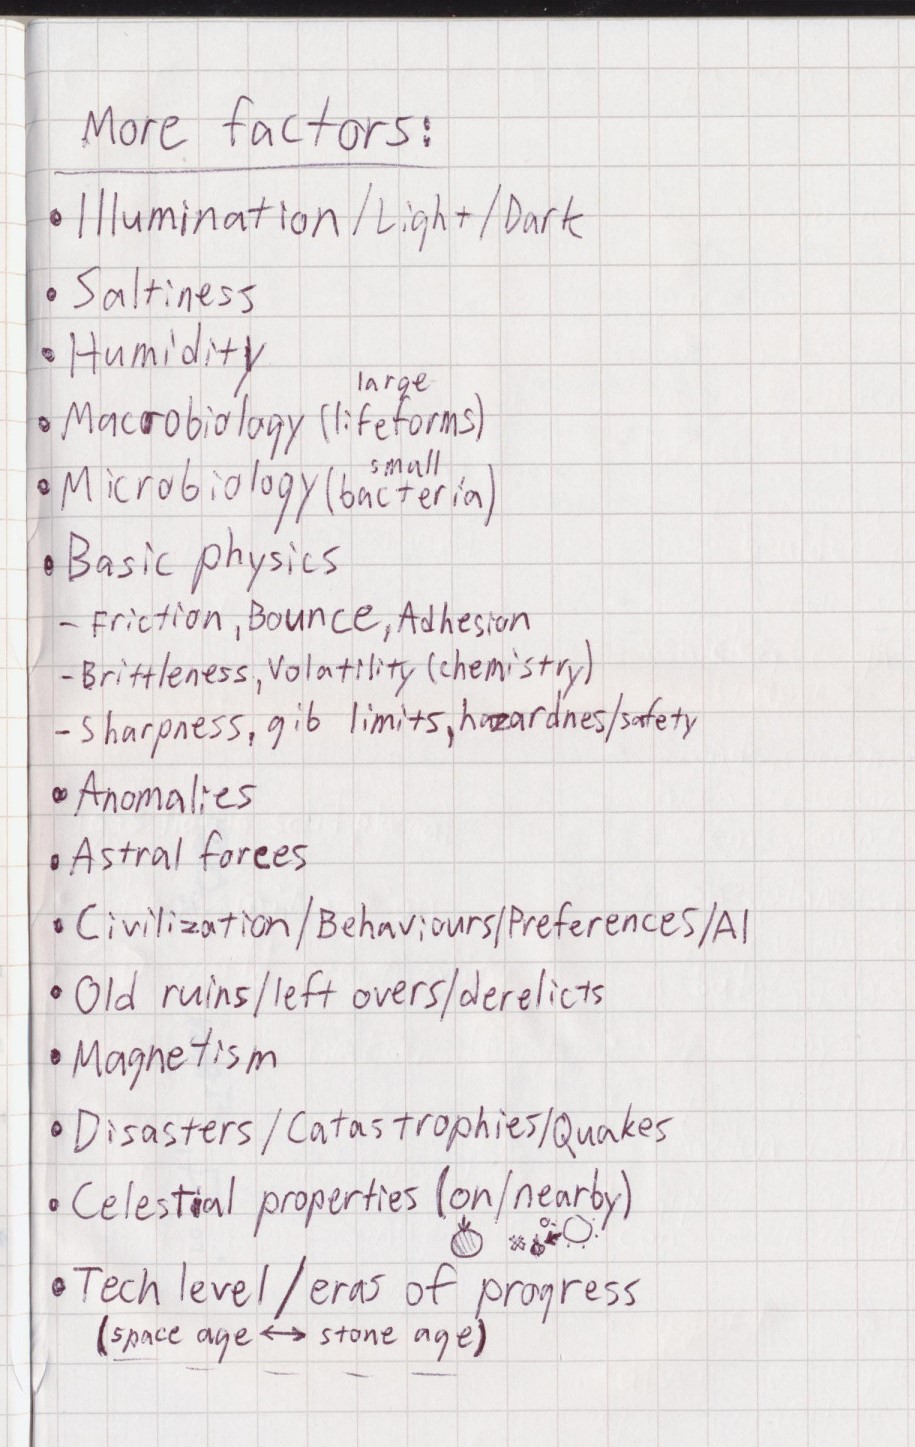 More factors:
• Illumination/Light/Dark
• Saltiness
• Humidity
large
• Macrobiology (lifeforms)
small
• Microbiology (bacteria)
• Basic physics
- Friction, Bounce, Adhesion
- Brittleness, Volatility (chemistry)
- Sharpness, gib limits, hazardnes/safety
• Anomalies
• Astral forces
• Civilization/Behaviours/Preferences/AI
• Old ruins/left overs/derelicts
• Magnetism
• Disasters/Catastrophies/Quakes
• Celestial properties (on/nearby)
• Tech level/eras of progress
(space age ↔ stone age)